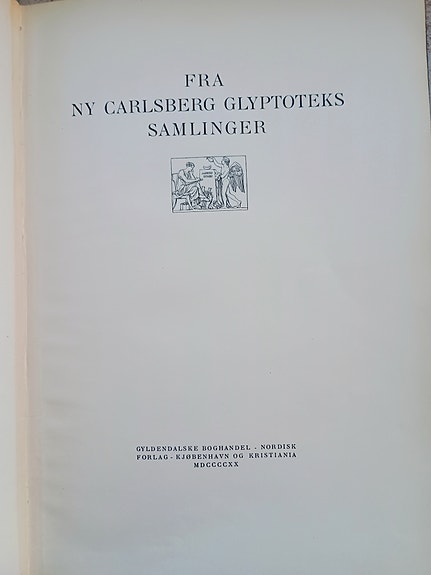 FRA
NY CARLSBERG GLYPTOTEKS
SAMLINGER
GYLDENDALSKE BOGHANDEL - NORDISK
FORLAG - KJØBENHAVN OG KRISTIANIA
MDCCCCXX